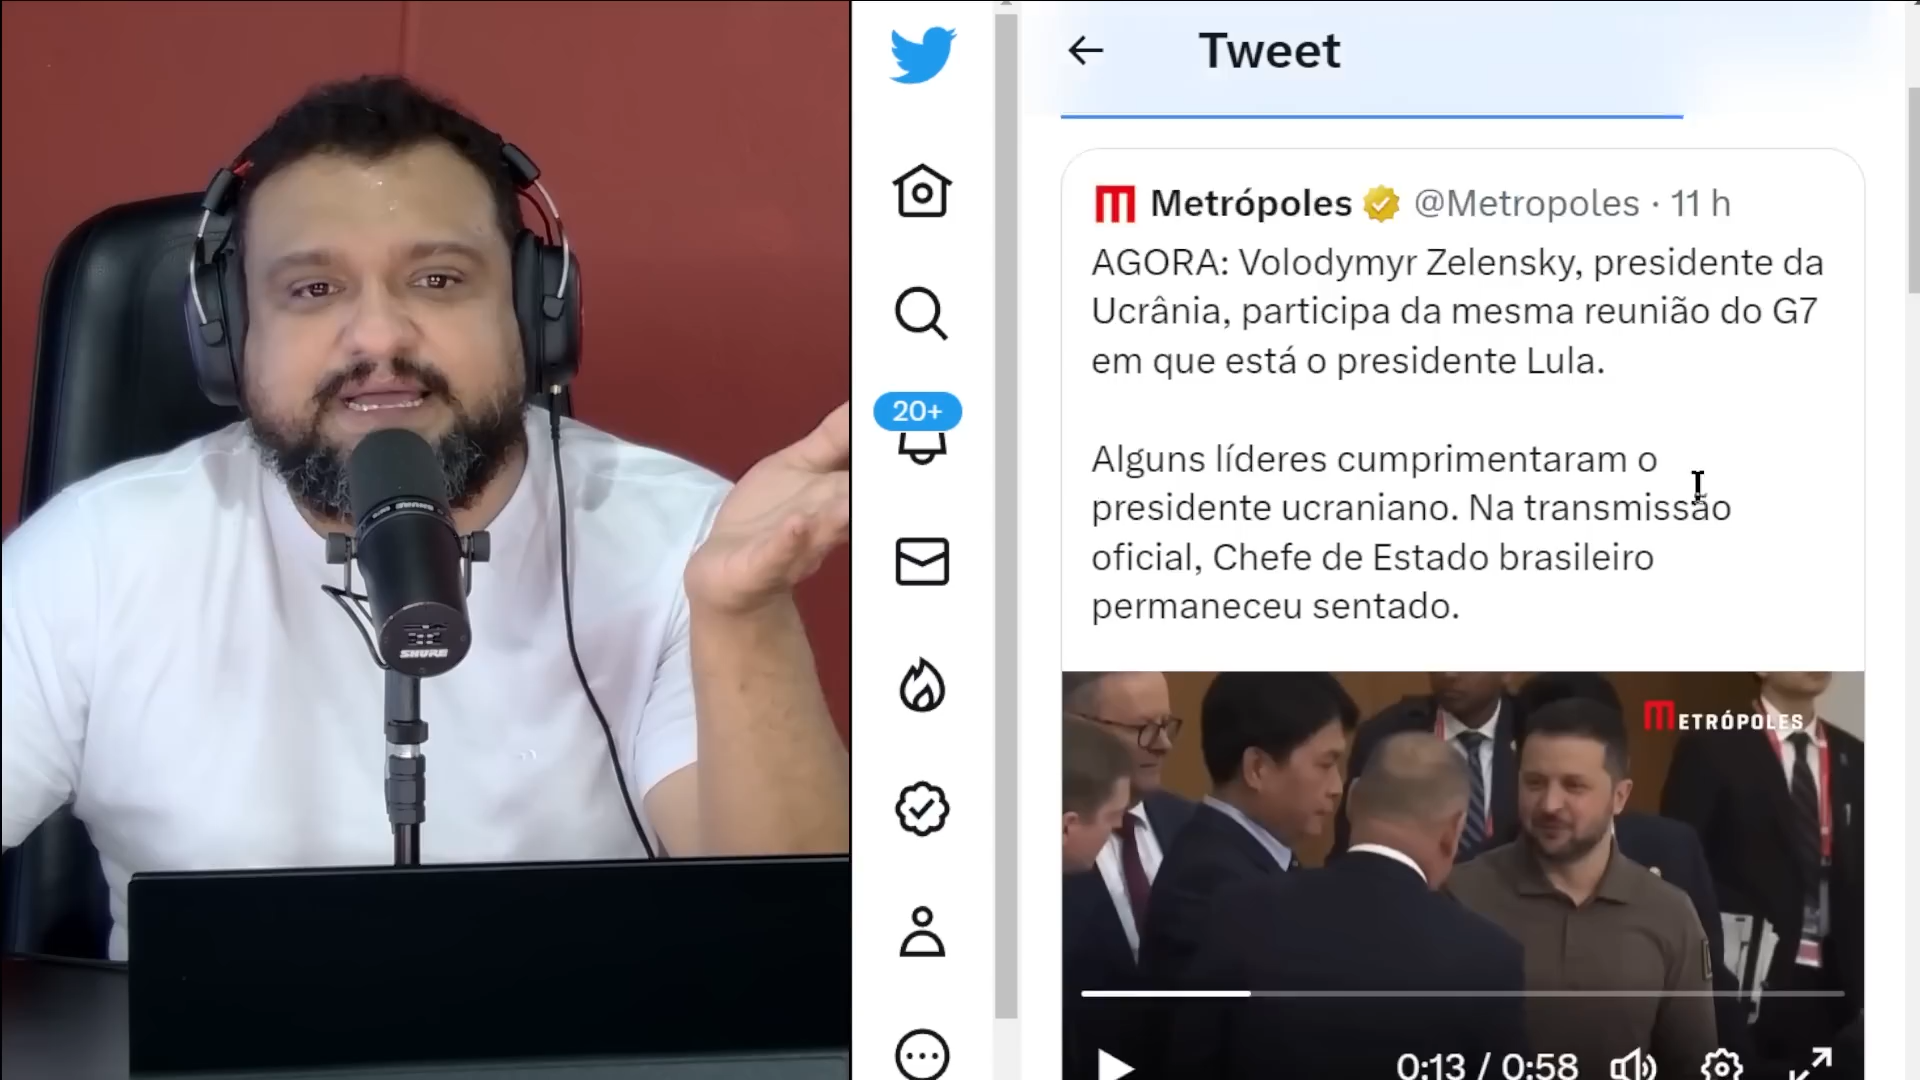 Tweet
Metrópoles @Metropoles · 11 h
AGORA: Volodymyr Zelensky, presidente da
Ucrânia, participa da mesma reunião do G7
em que está o presidente Lula.
20+
Alguns líderes cumprimentaram o
presidente ucraniano. Na transmissão
oficial, Chefe de Estado brasileiro
permaneceu sentado.
SHURE
METRÓPOLES
0:13 / 0:58